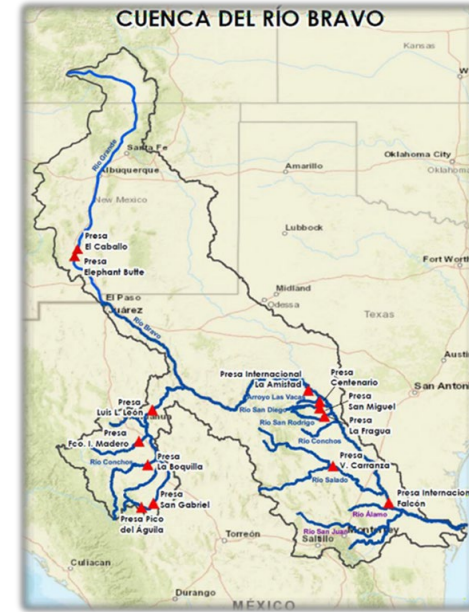 CUENCA DEL RÍO BRAVO
Kansas
Santa Fe
Río Grande
Albuquerque
Amarillo
Oklahoma City
Oklahoma
New Mexico
Lubbock
Presa
El Caballo
Presa
Elephant Butte
Fort Worth
Midland
Odessa
El Paso
Juárez
Texas
Río Bravo
Austi
San Anton
Presa Internacional
La Amistad
Presa
Centenario
Arroyo Las Vacas
Presa
San Miguel
Río San Diego
Presa
La Fragua
Río San Rodrigo
Río Conchos
Presa
Luis L. León
Presa
Fco. I. Madero
Río Conchos
Presa
La Boquilla
Presa
V. Carranza
Río Salado
Presa
San Gabriel
Presa Internacion
Falcón
Presa Pico
del Águila
Río Álamo
Río San Juan
Monterrey
Saltillo
Torreón
Culiacan
Durango
MÉXICO